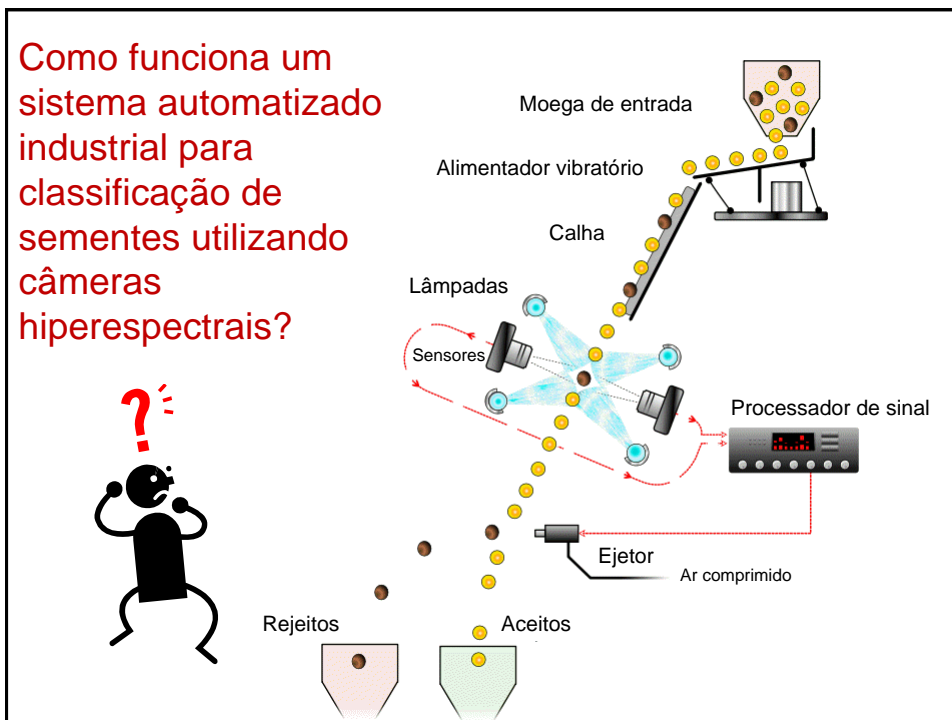 Como funciona um
sistema automatizado
industrial para
classificação de
sementes utilizando
câmeras
hiperespectrais?
Moega de entrada
Alimentador vibratório
Calha
Lâmpadas
Sensores
Processador de sinal
Ejetor
Ar comprimido
Rejeitos
Aceitos
?